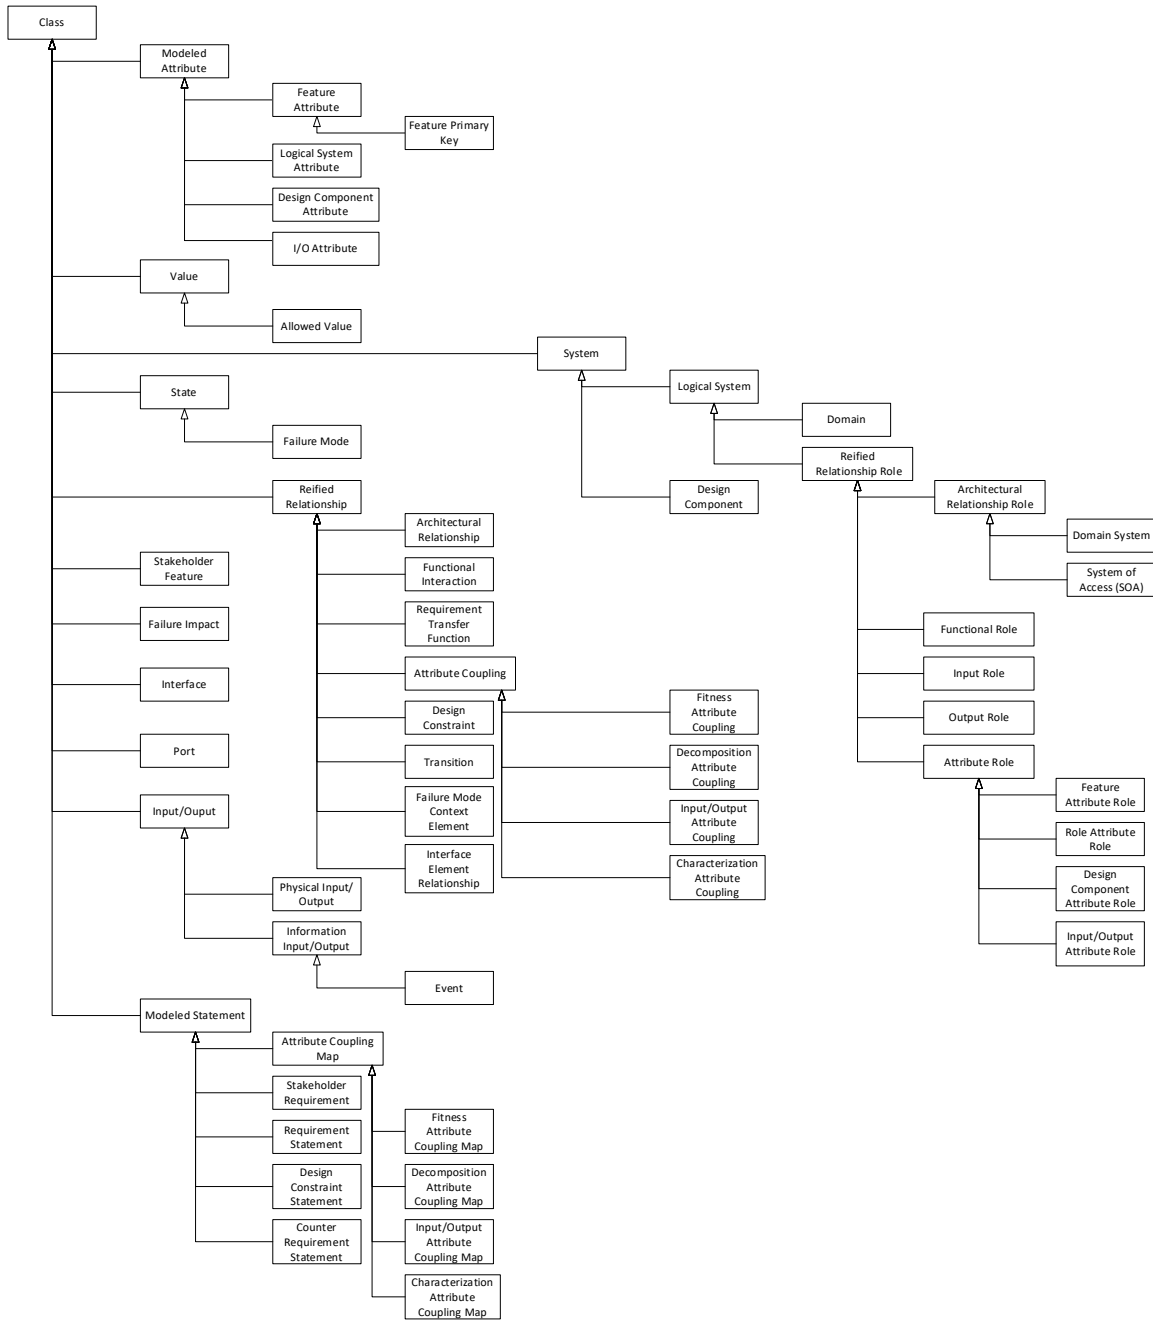 Class
Modeled
Attribute
Feature
Attribute
Feature Primary
Key
Logical System
Attribute
Design Component
Attribute
I/O Attribute
Value
Allowed Value
System
Logical System
State
Domain
Failure Mode
Reified
Relationship Role
Reified
Relationship
Design
Component
Architectural
Relationship Role
Architectural
Relationship
Domain System
Stakeholder
Feature
Functional
Interaction
System of
Access (SOA)
Failure Impact
Requirement
Transfer
Function
Functional Role
Interface
Attribute Coupling
Input Role
Design
Constraint
Fitness
Attribute
Coupling
Output Role
Port
Transition
Decomposition
Attribute
Coupling
Attribute Role
Feature
Attribute Role
Input/Ouput
Failure Mode
Context
Element
Input/Output
Attribute
Coupling
Role Attribute
Role
Interface
Element
Relationship
Characterization
Attribute
Coupling
Design
Component
Attribute Role
Physical Input/
Output
Information
Input/Output
Input/Output
Attribute Role
Event
Modeled Statement
Attribute Coupling
Map
Stakeholder
Requirement
Requirement
Statement
Fitness
Attribute
Coupling Map
Design
Constraint
Statement
Decomposition
Attribute
Coupling Map
Counter
Requirement
Statement
Input/Output
Attribute
Coupling Map
Characterization
Attribute
Coupling Map